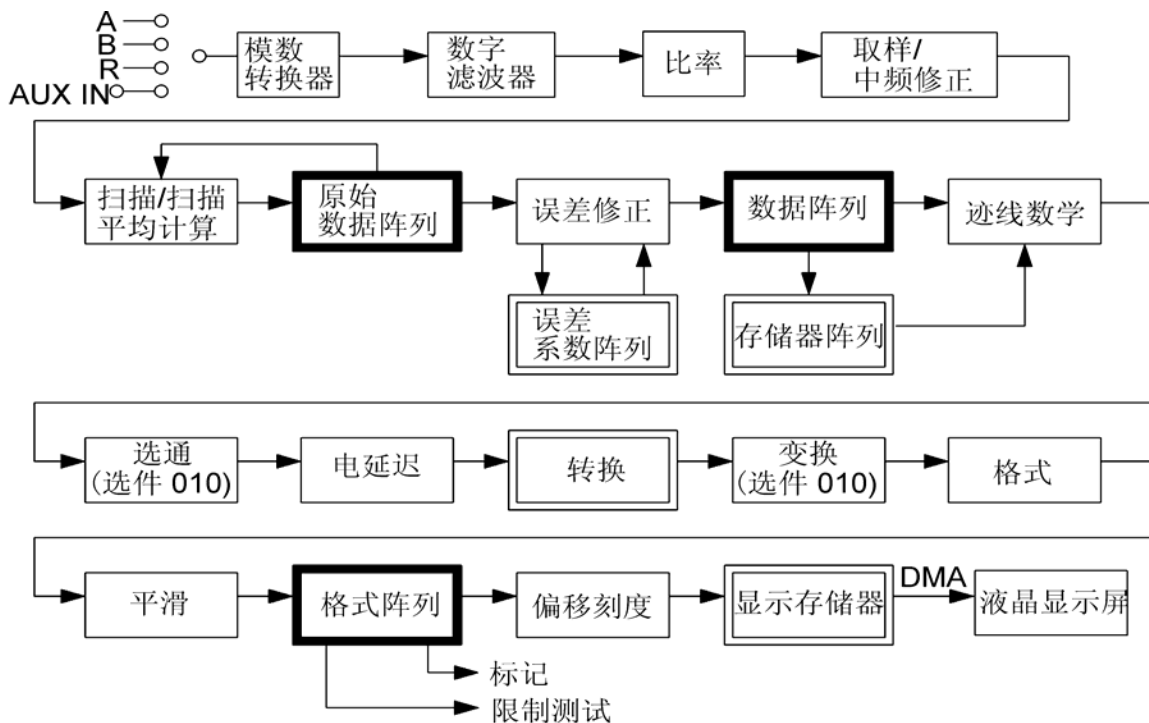 A
B
R
AUX IN
模数
转换器
数字
滤波器
比率
取样/
中频修正
扫描/扫描
平均计算
原始
数据阵列
误差修正
数据阵列
迹线数学
误差
系数阵列
存储器阵列
选通
(选件 010)
电延迟
转换
变换
(选件 010)
格式
平滑
格式阵列
偏移刻度
显示存储器
DMA
液晶显示屏
标记
限制测试